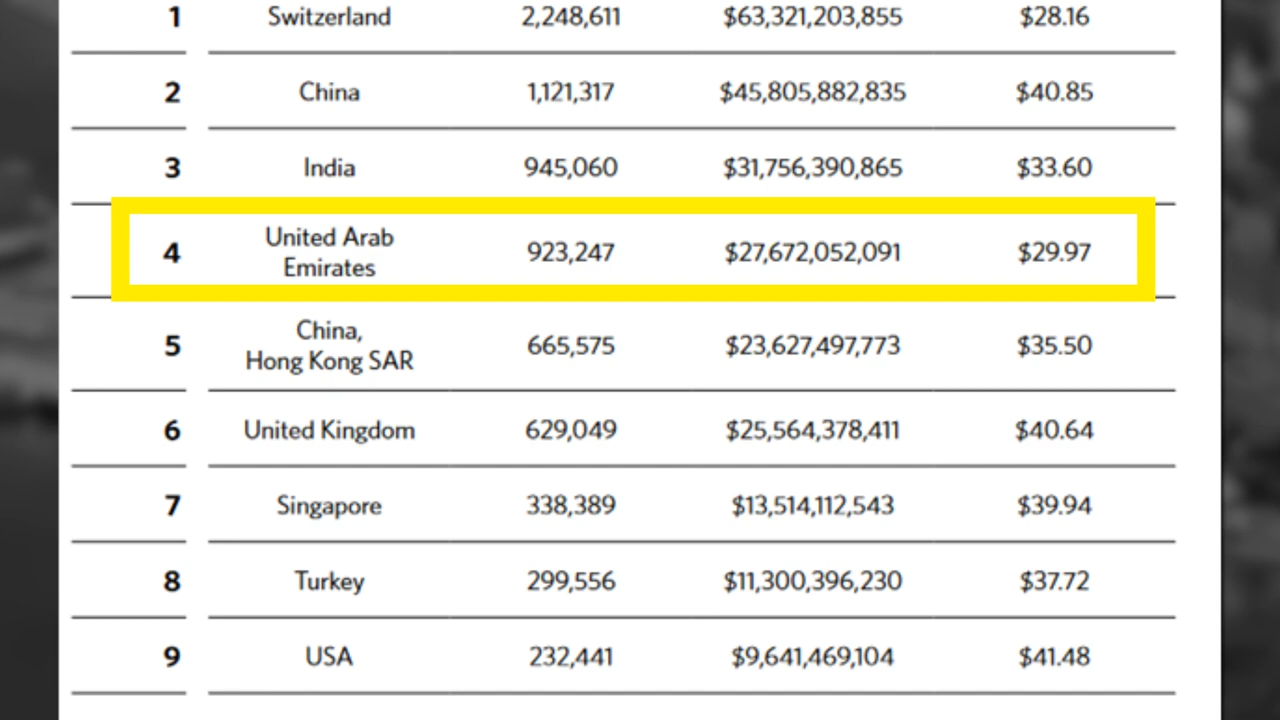 1 Switzerland 2,248,611 $63,321,203,855 $28.16
2 China 1,121,317 $45,805,882,835 $40.85
3 India 945,060 $31,756,390,865 $33.60
4 United Arab
Emirates 923,247 $27,672,052,091 $29.97
5 China,
Hong Kong SAR 665,575 $23,627,497,773 $35.50
6 United Kingdom 629,049 $25,564,378,411 $40.64
7 Singapore 338,389 $13,514,112,543 $39.94
8 Turkey 299,556 $11,300,396,230 $37.72
9 USA 232,441 $9,641,469,104 $41.48